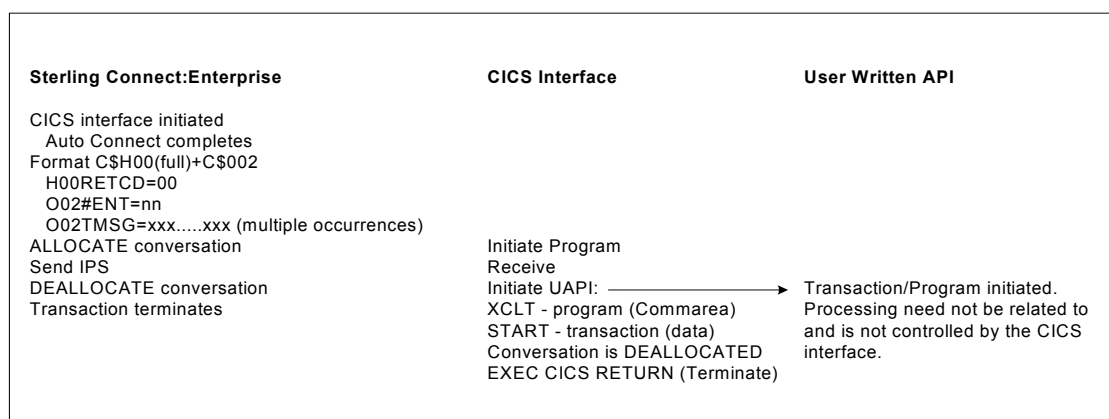 Sterling Connect:Enterprise
CICS interface initiated
Auto Connect completes
Format C$H00(full)+C$002
H00RETCD=00
O02#ENT=nn
O02TMSG=xxx.....xxx (multiple occurrences)
ALLOCATE conversation
Send IPS
DEALLOCATE conversation
Transaction terminates
CICS Interface
Initiate Program
Receive
Initiate UAPI:
XCLT - program (Commarea)
START - transaction (data)
Conversation is DEALLOCATED
EXEC CICS RETURN (Terminate)
User Written API
Transaction/Program initiated.
Processing need not be related to
and is not controlled by the CICS
interface.